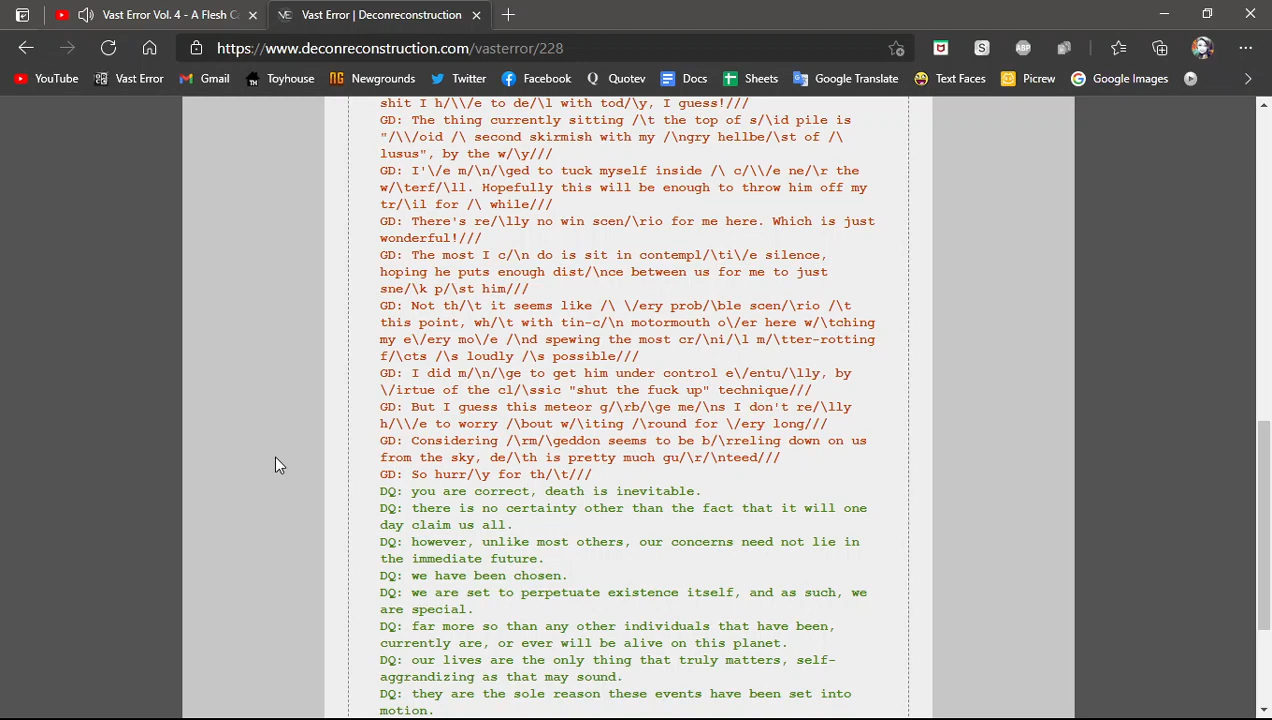 Vast Error Vol. 4 - A Flesh Ca
Vast Error | Deconreconstruction
https://www.deconreconstruction.com/vasterror/228
YouTube Vast Error Gmail Toyhouse Newgrounds Twitter Facebook Quotev Docs Sheets Google Translate Text Faces Picrew Google Images
shit I h/\\/e to de/\l with tod/\y, I guess!///
GD: The thing currently sitting /\t the top of s/\id pile is
"/\\/oid /\ second skirmish with my /\ngry hellbe/\st of /\
lusus", by the w/\y///
GD: I'\/e m/\n/\ged to tuck myself inside /\ c/\\/e ne/\r the
w/\terf/\ll. Hopefully this will be enough to throw him off my
tr/\il for /\ while///
GD: There's re/\lly no win scen/\rio for me here. Which is just
wonderful!///
GD: The most I c/\n do is sit in contempl/\ti\/e silence,
hoping he puts enough dist/\nce between us for me to just
sne/\k p/\st him///
GD: Not th/\t it seems like /\ \/ery prob/\ble scen/\rio /\t
this point, wh/\t with tin-c/\n motormouth o\/er here w/\tching
my e\/ery mo\/e /\nd spewing the most cr/\ni/\l m/\tter-rotting
f/\cts /\s loudly /\s possible///
GD: I did m/\n/\ge to get him under control e\/entu/\lly, by
\/irtue of the cl/\ssic "shut the fuck up" technique///
GD: But I guess this meteor g/\rb/\ge me/\ns I don't re/\lly
h/\\/e to worry /\bout w/\iting /\round for \/ery long///
GD: Considering /\rm/\geddon seems to be b/\rreling down on us
from the sky, de/\th is pretty much gu/\r/\nteed///
GD: So hurr/\y for th/\t///
DQ: you are correct, death is inevitable.
DQ: there is no certainty other than the fact that it will one
day claim us all.
DQ: however, unlike most others, our concerns need not lie in
the immediate future.
DQ: we have been chosen.
DQ: we are set to perpetuate existence itself, and as such, we
are special.
DQ: far more so than any other individuals that have been,
currently are, or ever will be alive on this planet.
DQ: our lives are the only thing that truly matters, self-
aggrandizing as that may sound.
DQ: they are the sole reason these events have been set into
motion.